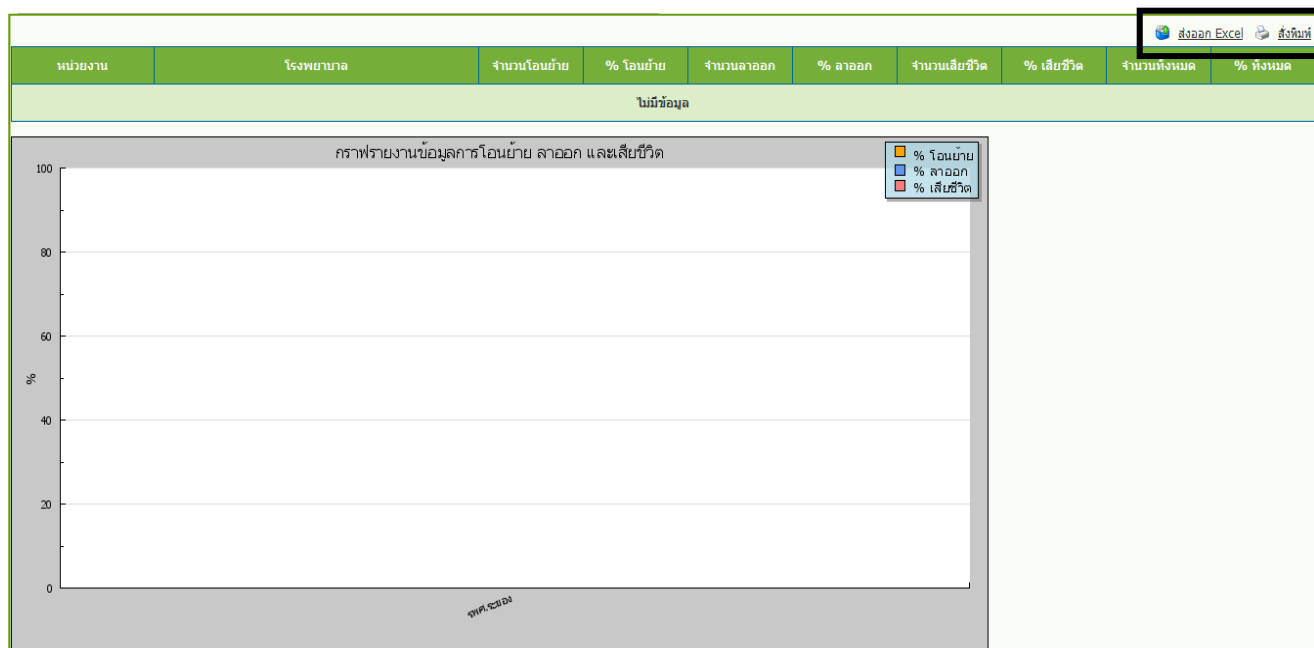 ส่งออก Excel สั่งพิมพ์
หน่วยงาน โรงพยาบาล จำนวนโอนย้าย % โอนย้าย จำนวนลาออก % ลาออก จำนวนเสียชีวิต % เสียชีวิต จำนวนทั้งหมด % ทั้งหมด
ไม่มีข้อมูล
กราฟรายงานข้อมูลการโอนย้าย ลาออก และเสียชีวิต
% โอนย้าย
% ลาออก
% เสียชีวิต
100
80
60
%
40
20
0
รพศ.ระยอง